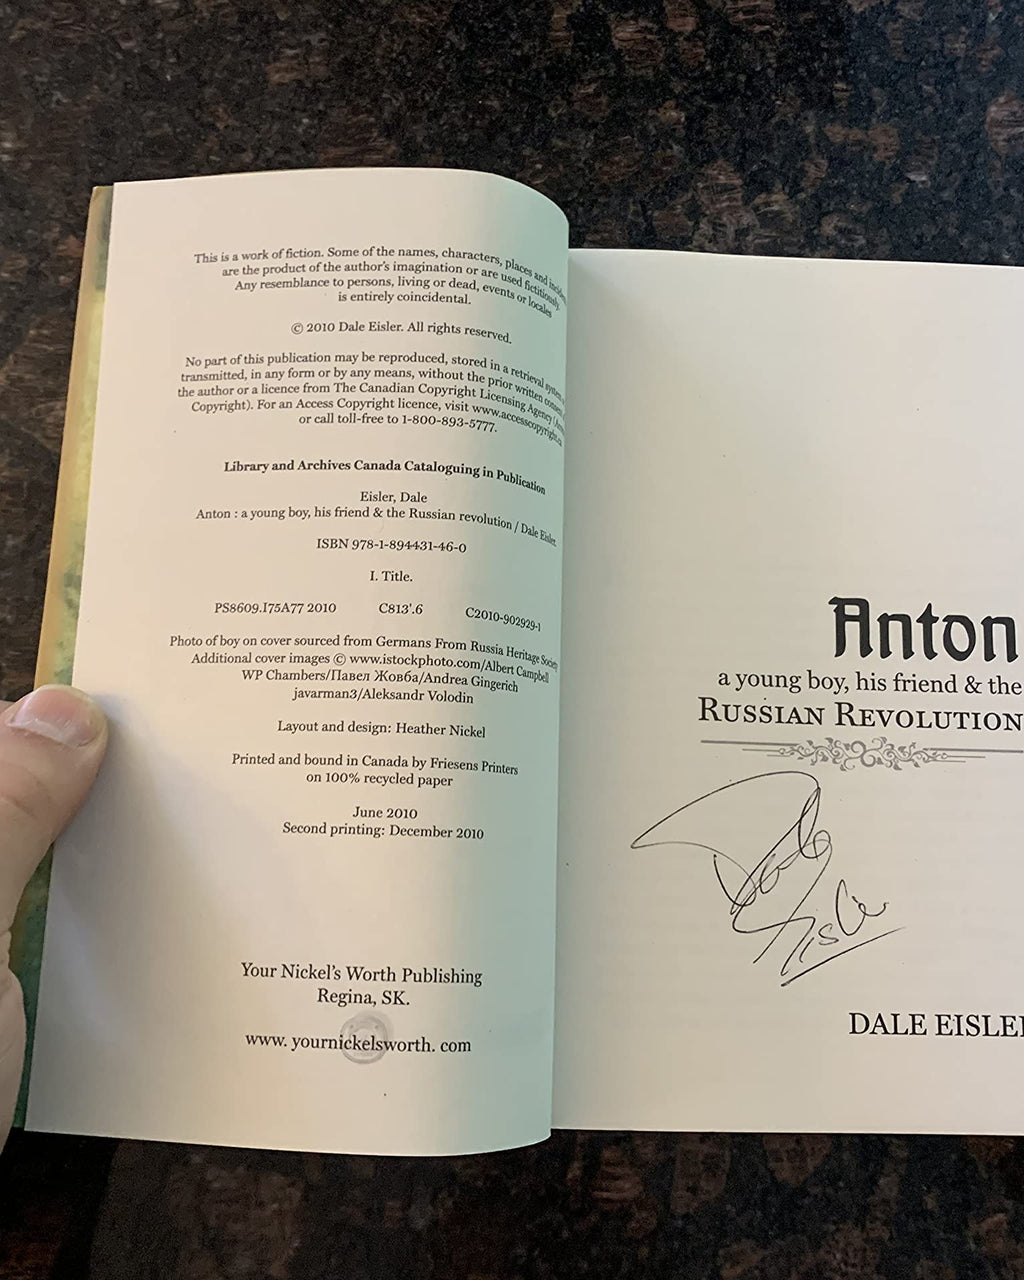 This is a work of fiction. Some of the names, characters, places and
are the product of the author's imagination or are used fictitiously.
Any resemblance to persons, living or dead, events or locales
is entirely coincidental.
© 2010 Dale Eisler. All rights reserved.
No part of this publication may be reproduced, stored in a retrieval
transmitted, in any form or by any means, without the prior written
the author or a licence from The Canadian Copyright Licensing Agency
Copyright). For an Access Copyright licence, visit www.accesscopyright.ca
or call toll-free to 1-800-893-5777.
Library and Archives Canada Cataloguing in Publication
Eisler, Dale
Anton : a young boy, his friend & the Russian revolution / Dale Eisler.
ISBN 978-1-894431-46-0
I. Title.
PS8609.I75A77 2010 C813'.6 C2010-902929-1
Photo of boy on cover sourced from Germans From Russia Heritage Society
Additional cover images © www.istockphoto.com/Albert Campbell
WP Chambers/Павел Жовба/Andrea Gingerich
javarman3/Aleksandr Volodin
Layout and design: Heather Nickel
Printed and bound in Canada by Friesens Printers
on 100% recycled paper
June 2010
Second printing: December 2010
Your Nickel's Worth Publishing
Regina, SK.
www. yournickelsworth. com
Anton
a young boy, his friend & the
Russian Revolution
Dale
Eisler
DALE EISLER